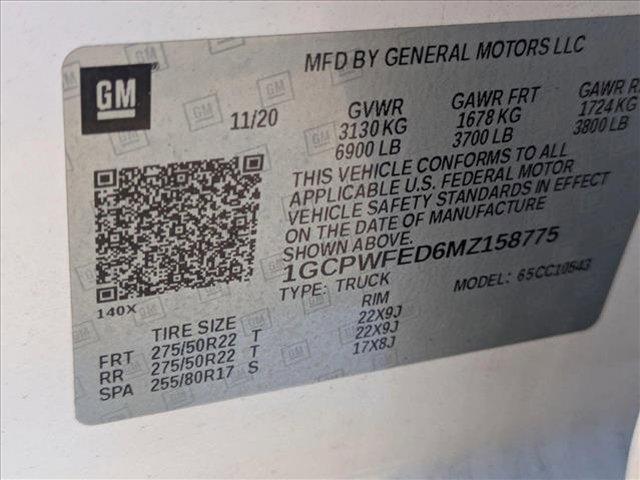 GM
MFD BY GENERAL MOTORS LLC
11/20 GVWR GAWR FRT GAWR R
3130 KG 1678 KG 1724 KG
6900 LB 3700 LB 3800 LB
THIS VEHICLE CONFORMS TO ALL
APPLICABLE U.S. FEDERAL MOTOR
VEHICLE SAFETY STANDARDS IN EFFECT
ON THE DATE OF MANUFACTURE
SHOWN ABOVE.
1GCPWFED6MZ158775
TYPE: TRUCK MODEL: 65CC10543
140X
TIRE SIZE RIM
FRT 275/50R22 T 22X9J
RR 275/50R22 T 22X9J
SPA 255/80R17 S 17X8J